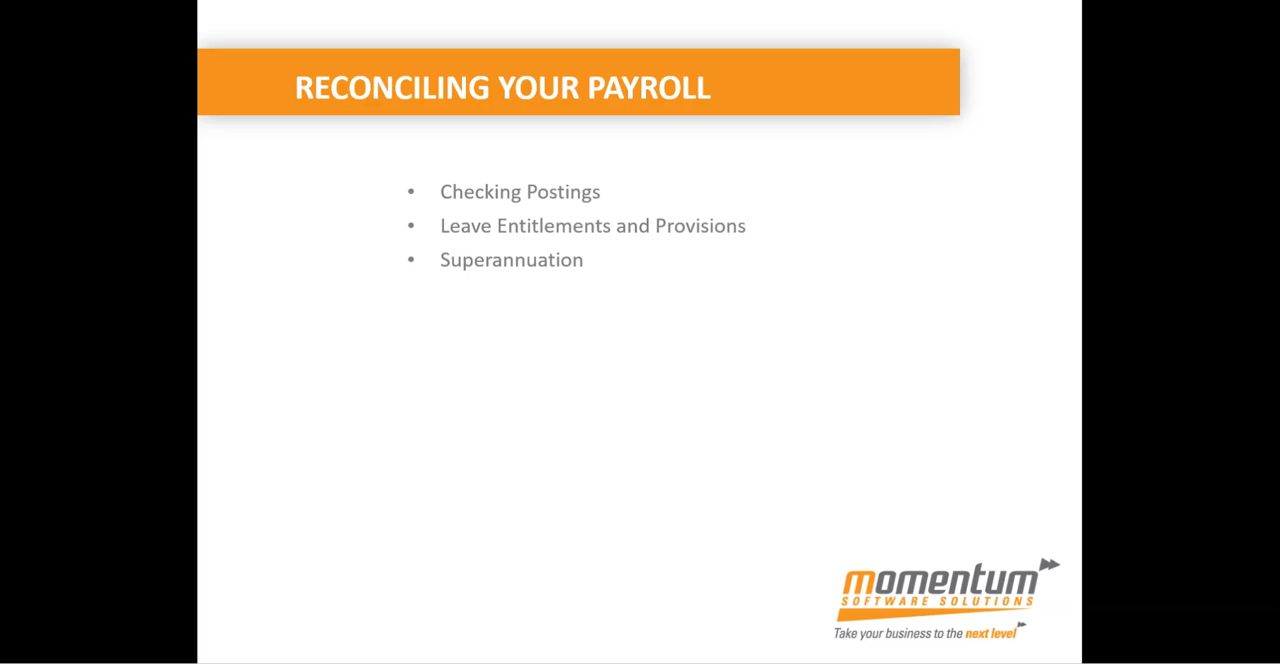 RECONCILING YOUR PAYROLL
• Checking Postings
• Leave Entitlements and Provisions
• Superannuation
momentum
SOFTWARE SOLUTIONS
Take your business to the next level